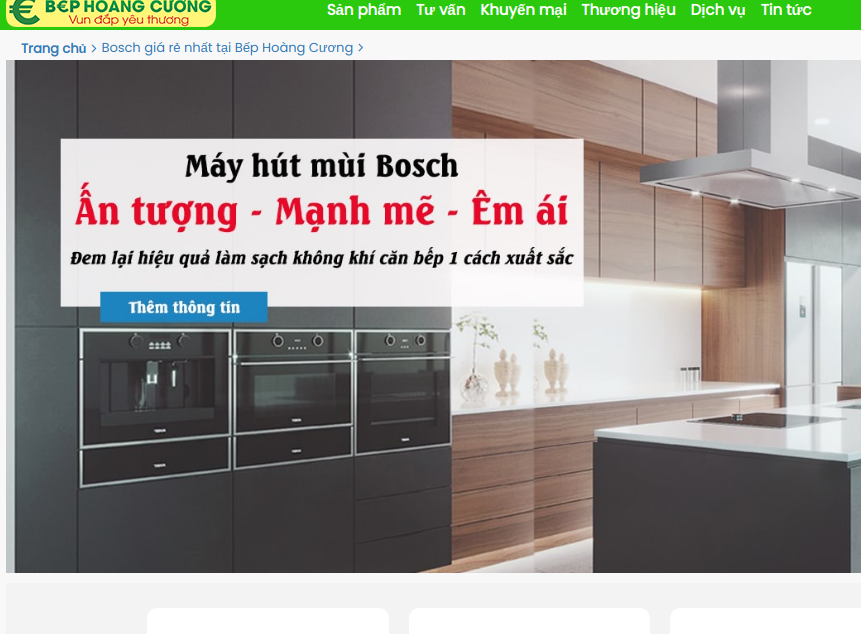 BẾP HOÀNG CƯƠNG
Vun đắp yêu thương
Sản phẩm Tư vấn Khuyến mại Thương hiệu Dịch vụ Tin tức
Trang chủ > Bosch giá rẻ nhất tại Bếp Hoàng Cương >
Máy hút mùi Bosch
Ấn tượng - Mạnh mẽ - Êm ái
Đem lại hiệu quả làm sạch không khí căn bếp 1 cách xuất sắc
Thêm thông tin